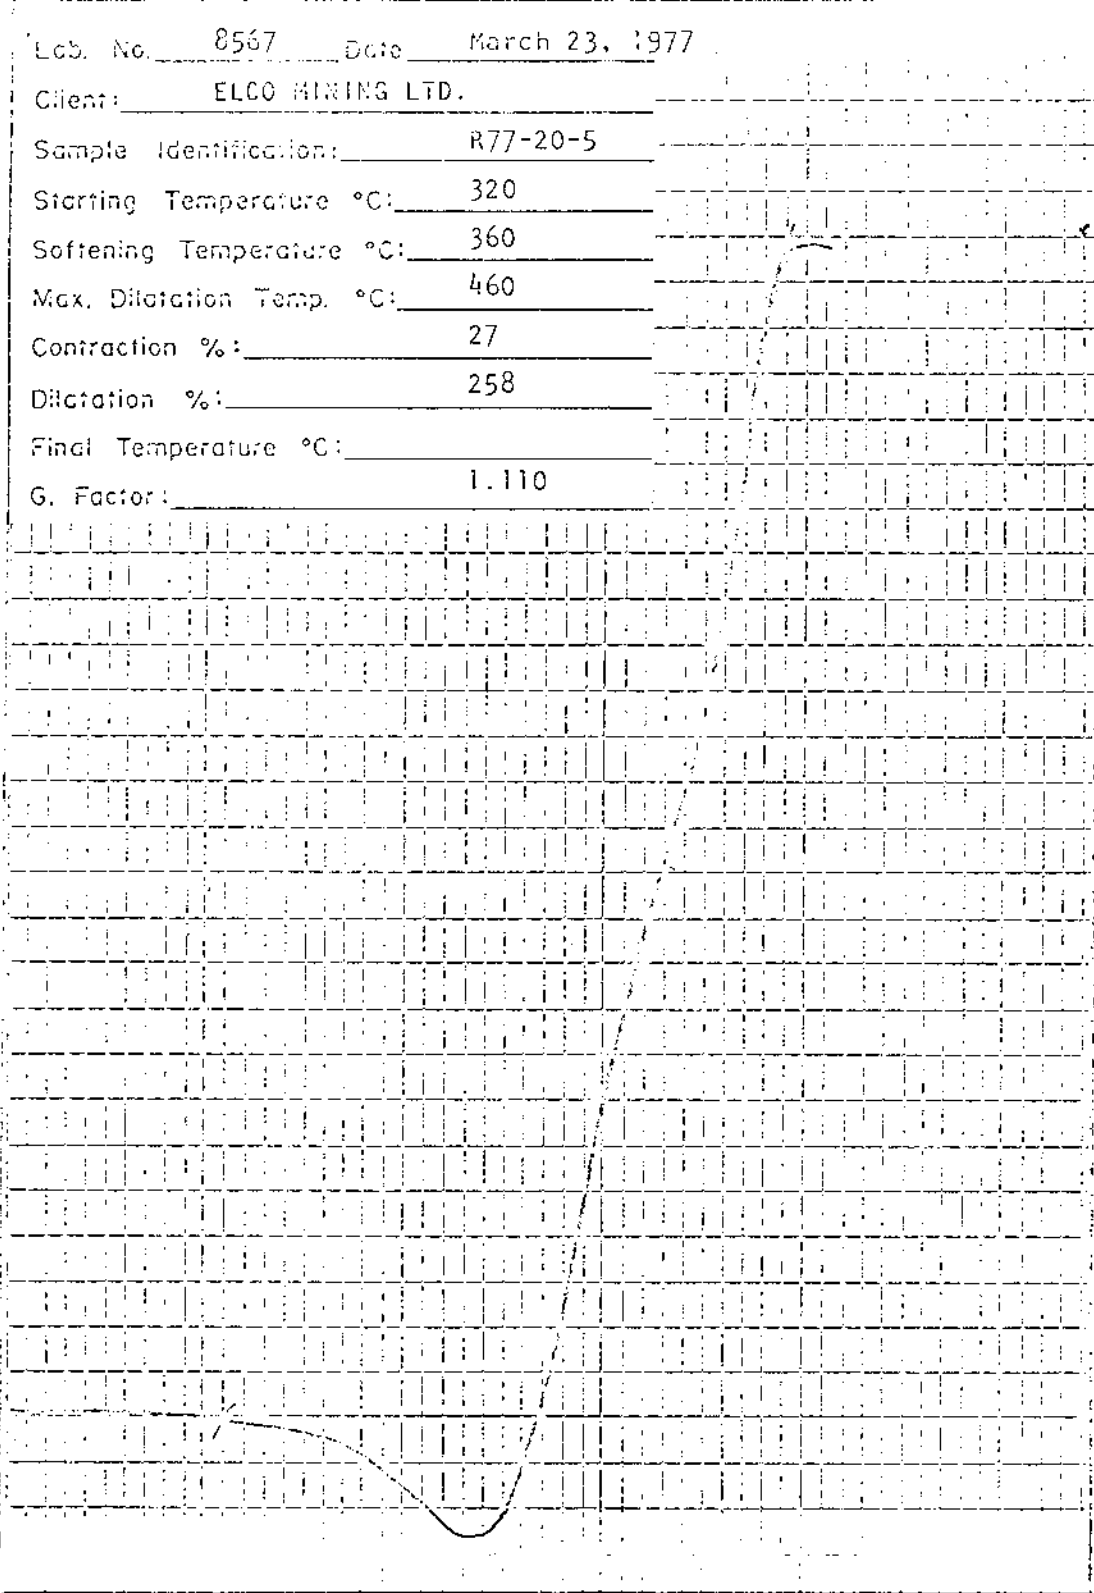 Lab. No. 8567 Date March 23, 1977
Client: ELCO MINING LTD.
Sample Identification: R77-20-5
Starting Temperature °C: 320
Softening Temperature °C: 360
Max. Dilatation Temp. °C: 460
Contraction %: 27
Dilatation %: 258
Final Temperature °C:
G. Factor: 1.110